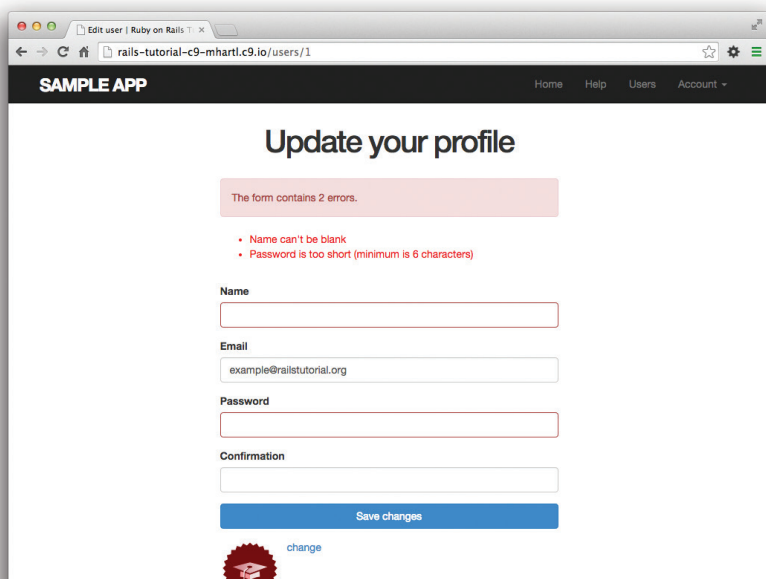 Edit user | Ruby on Rails T
rails-tutorial-c9-mhartl.c9.io/users/1
SAMPLE APP
Home Help Users Account
Update your profile
The form contains 2 errors.
• Name can't be blank
• Password is too short (minimum is 6 characters)
Name
Email
example@railstutorial.org
Password
Confirmation
Save changes
change